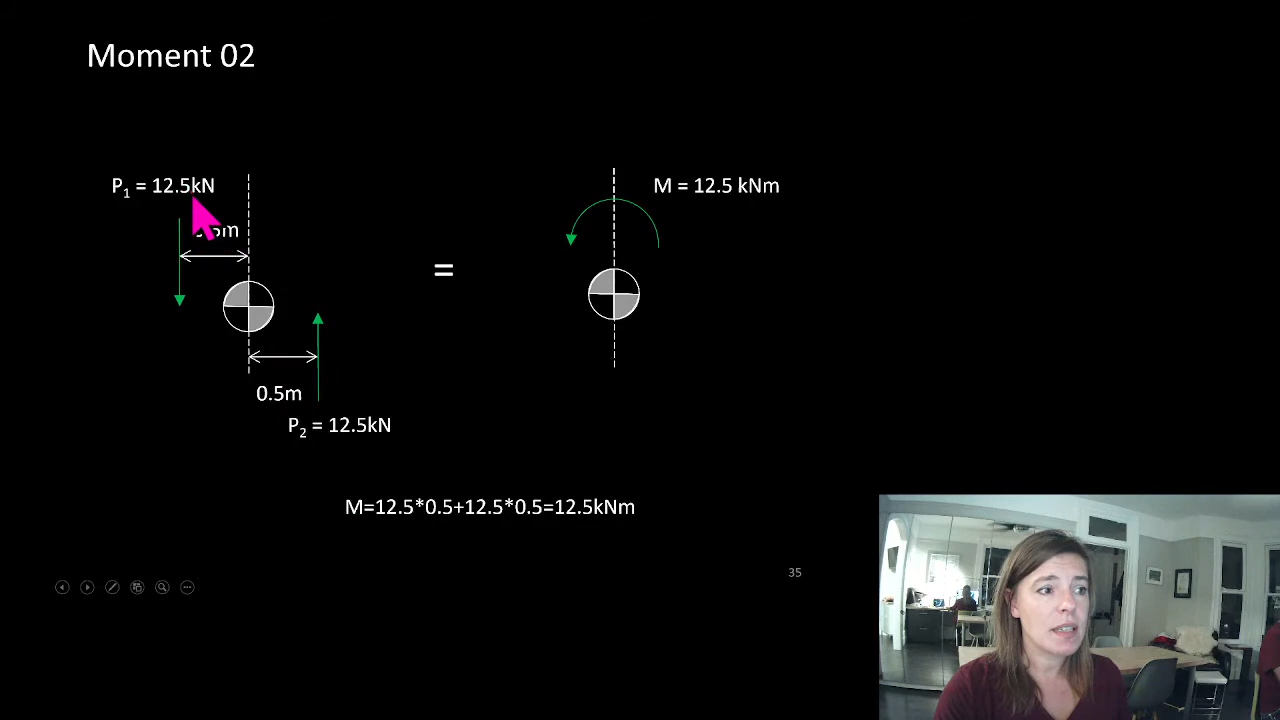 Moment 02
P1 = 12.5kN
M = 12.5 kNm
=
0.5m
P2 = 12.5kN
M=12.5*0.5+12.5*0.5=12.5kNm
35